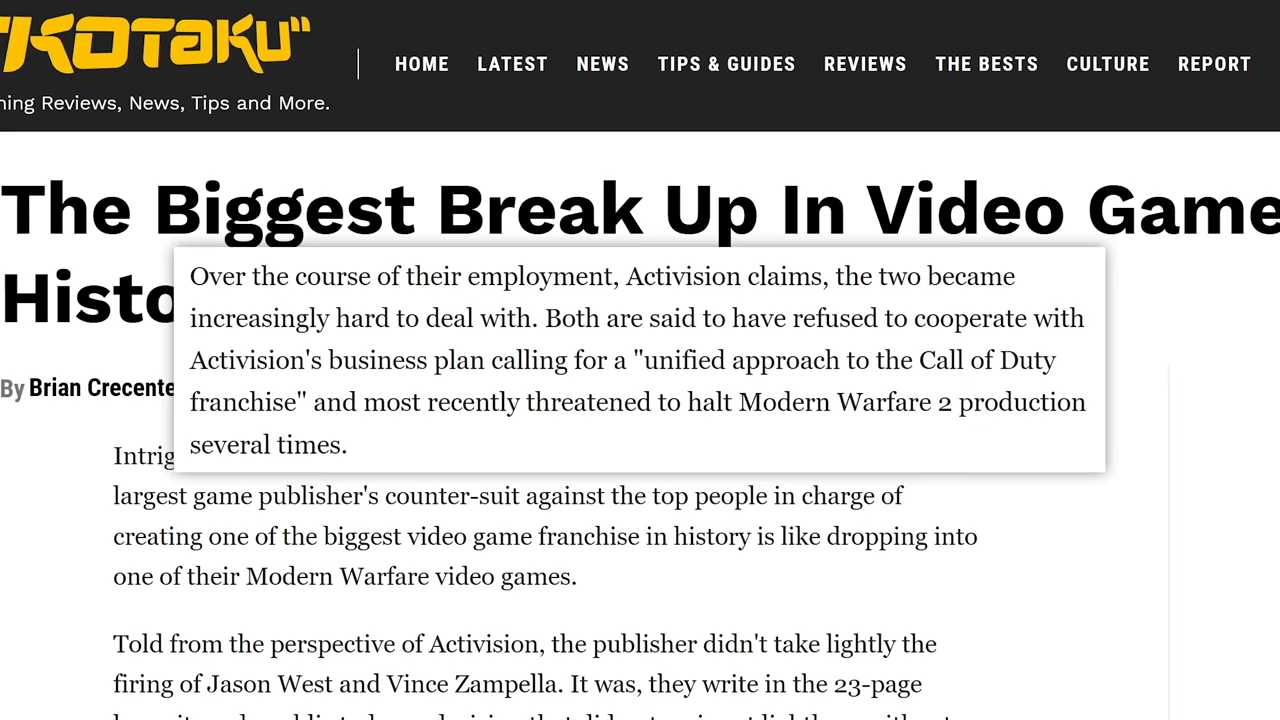 "KOTAKU"
HOME LATEST NEWS TIPS & GUIDES REVIEWS THE BESTS CULTURE REPORT
ning Reviews, News, Tips and More.
The Biggest Break Up In Video Game
Histo
Over the course of their employment, Activision claims, the two became
increasingly hard to deal with. Both are said to have refused to cooperate with
Activision's business plan calling for a "unified approach to the Call of Duty
franchise" and most recently threatened to halt Modern Warfare 2 production
several times.
By Brian Crecente
Intrig
largest game publisher's counter-suit against the top people in charge of
creating one of the biggest video game franchise in history is like dropping into
one of their Modern Warfare video games.
Told from the perspective of Activision, the publisher didn't take lightly the
firing of Jason West and Vince Zampella. It was, they write in the 23-page